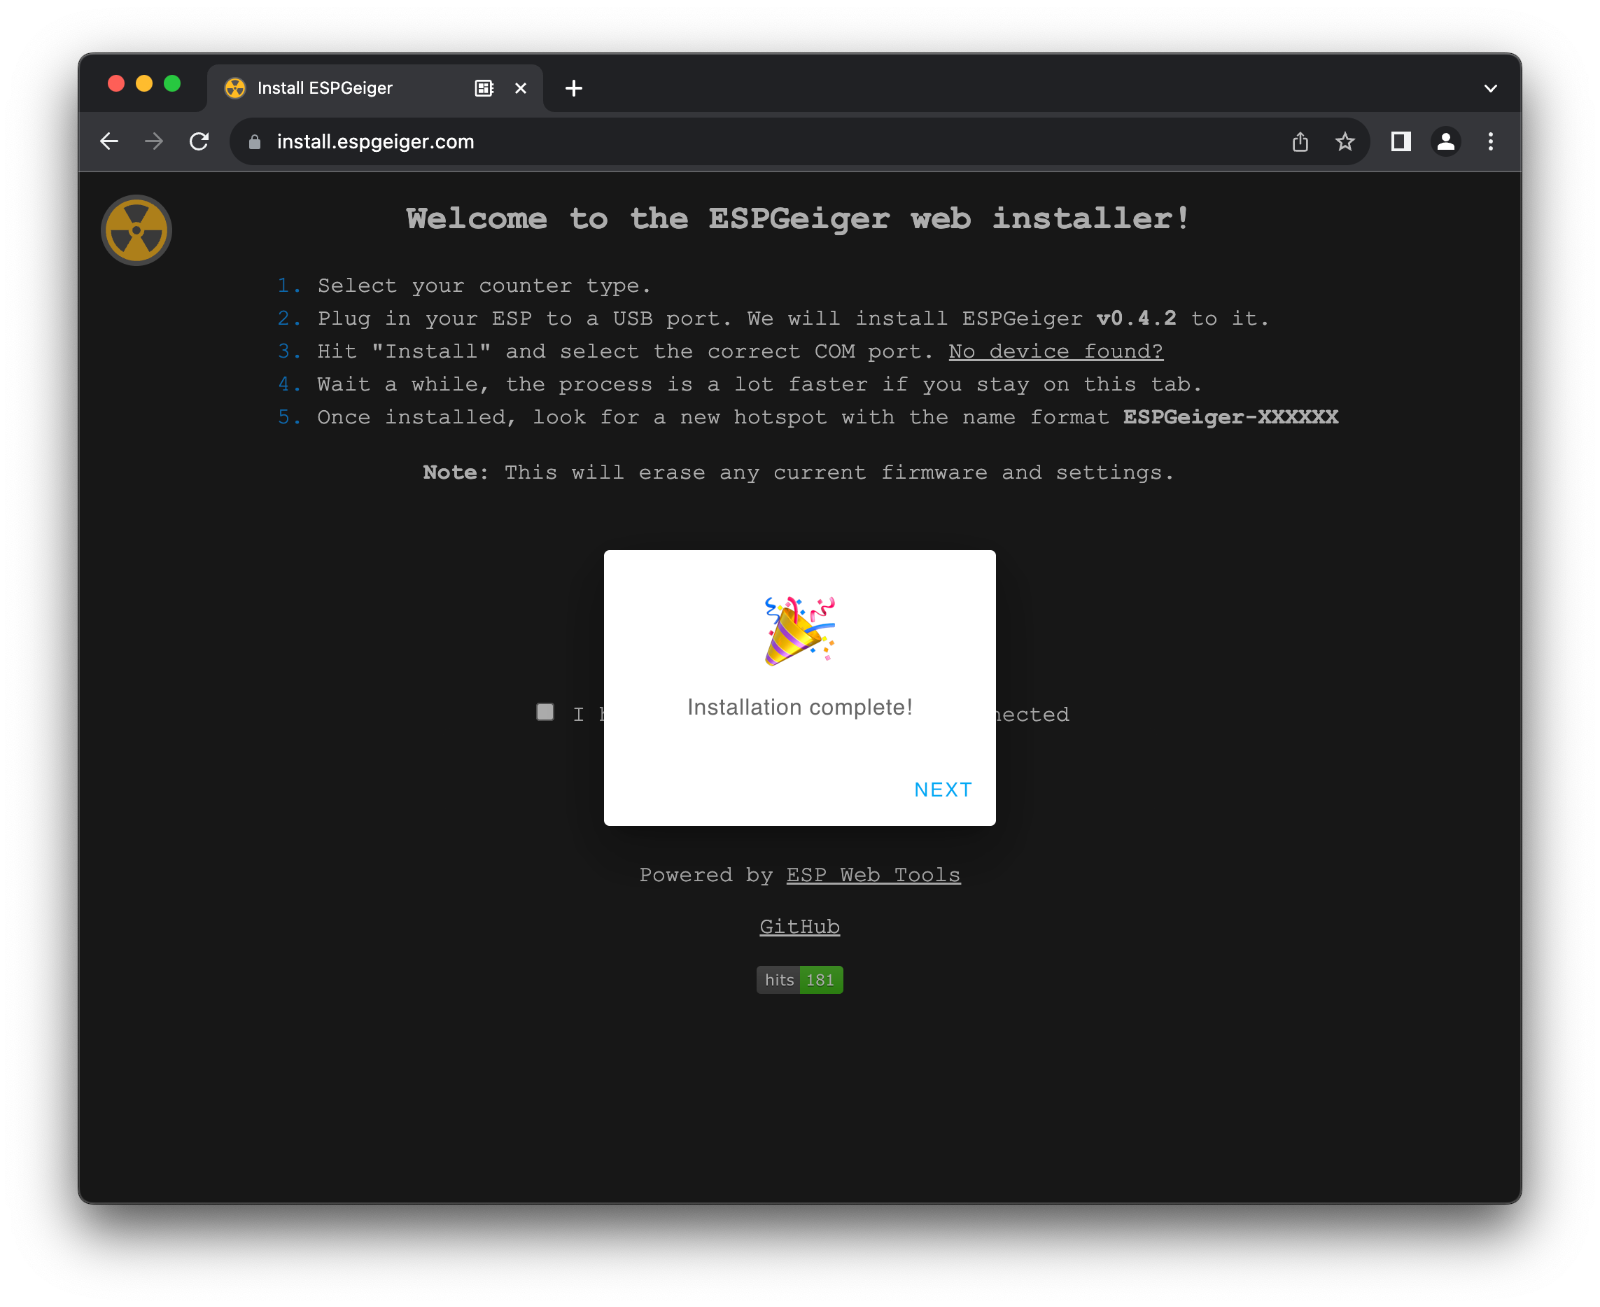 Install ESPGeiger
install.espgeiger.com
Welcome to the ESPGeiger web installer!
1. Select your counter type.
2. Plug in your ESP to a USB port. We will install ESPGeiger v0.4.2 to it.
3. Hit "Install" and select the correct COM port. No device found?
4. Wait a while, the process is a lot faster if you stay on this tab.
5. Once installed, look for a new hotspot with the name format ESPGeiger-XXXXXX
Note: This will erase any current firmware and settings.
Installation complete!
I
NEXT
Powered by ESP Web Tools
GitHub
hits 181